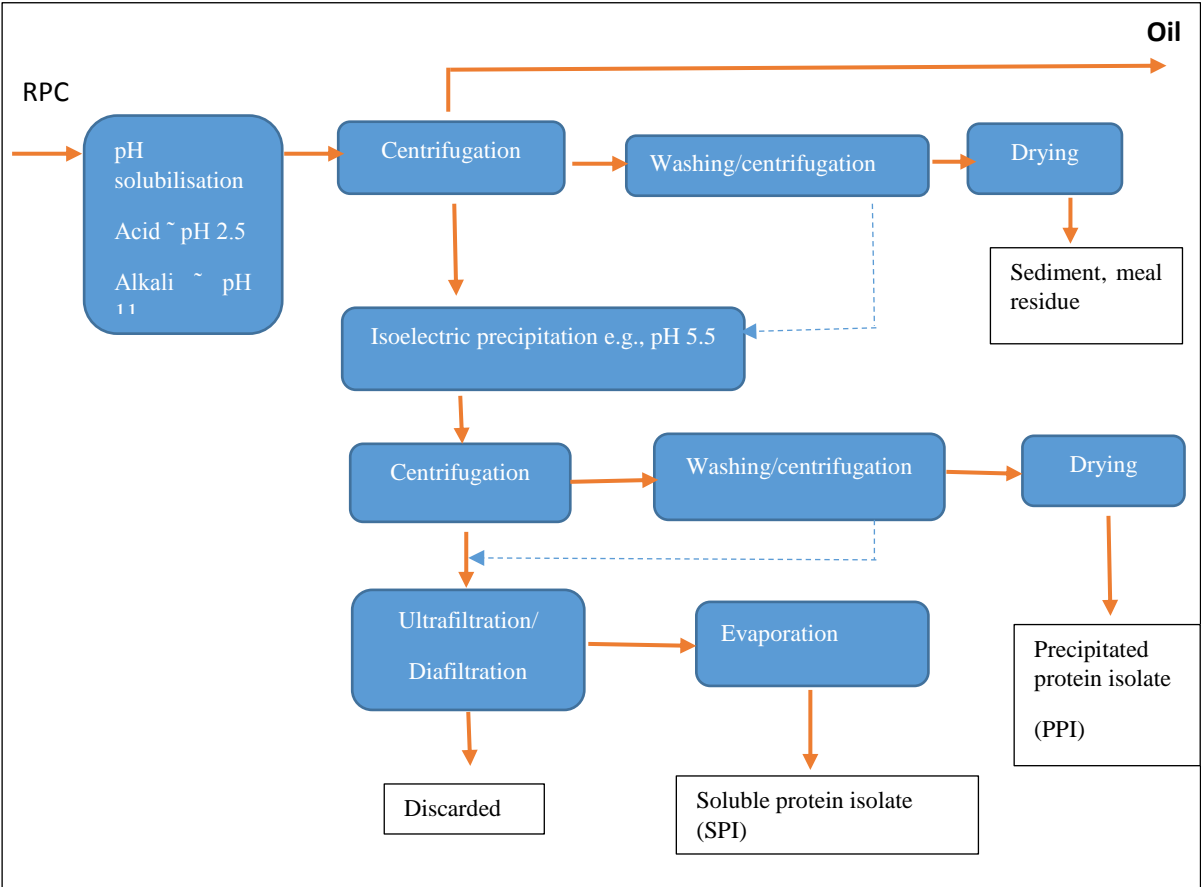 Oil
RPC
pH
solubilisation
Acid ~ pH 2.5
Alkali ~ pH
11
Centrifugation
Washing/centrifugation
Drying
Sediment, meal
residue
Isoelectric precipitation e.g., pH 5.5
Centrifugation
Washing/centrifugation
Drying
Ultrafiltration/
Diafiltration
Evaporation
Precipitated
protein isolate
(PPI)
Discarded
Soluble protein isolate
(SPI)